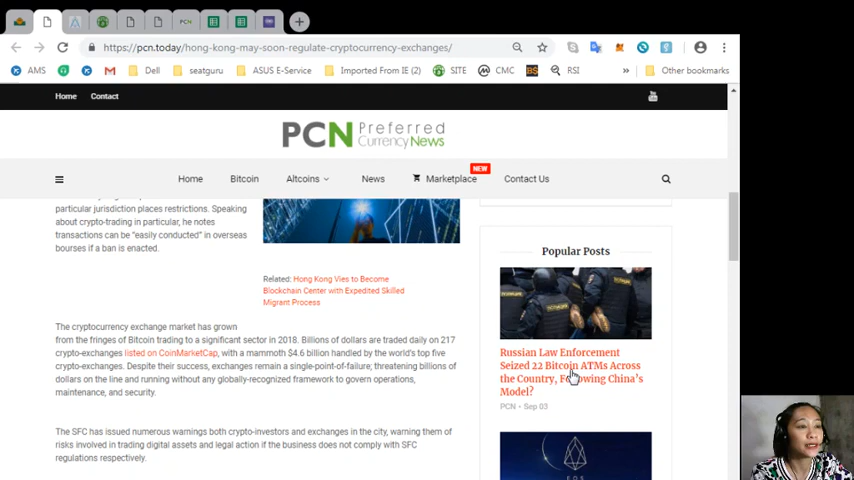 https://pcn.today/hong-kong-may-soon-regulate-cryptocurrency-exchanges/
AMS
Dell
seatguru
ASUS E-Service
Imported From IE (2)
SITE
CMC
BS
RSI
»
Other bookmarks
Home
Contact
PCN Preferred
Currency News
Home
Bitcoin
Altcoins
News
Marketplace
NEW
Contact Us
particular jurisdiction places restrictions. Speaking
about crypto-trading in particular, he notes
transactions can be “easily conducted” in overseas
bourses if a ban is enacted.
Related: Hong Kong Vies to Become
Blockchain Center with Expedited Skilled
Migrant Process
The cryptocurrency exchange market has grown
from the fringes of Bitcoin trading to a significant sector in 2018. Billions of dollars are traded daily on 217
crypto-exchanges listed on CoinMarketCap, with a mammoth $4.6 billion handled by the world's top five
crypto-exchanges. Despite their success, exchanges remain a single-point-of-failure; threatening billions of
dollars on the line and running without any globally-recognized framework to govern operations,
maintenance, and security.
The SFC has issued numerous warnings both crypto-investors and exchanges in the city, warning them of
risks involved in trading digital assets and legal action if the business does not comply with SFC
regulations respectively.
Popular Posts
Russian Law Enforcement
Seized 22 Bitcoin ATMs Across
the Country, Following China's
Model?
PCN - Sep 03
EOS